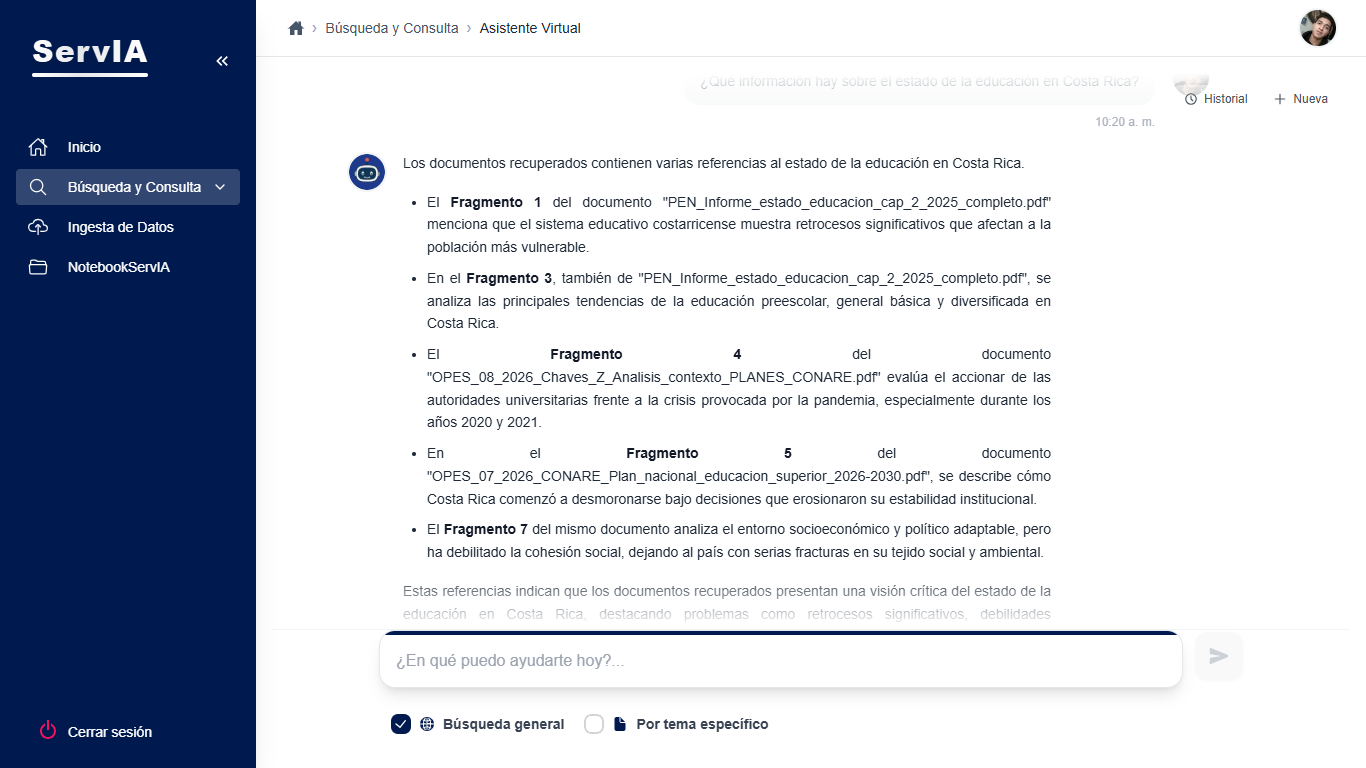 ServIA
«
Inicio
Búsqueda y Consulta
Ingesta de Datos
NotebookServIA
Cerrar sesión
Búsqueda y Consulta › Asistente Virtual
¿Qué información hay sobre el estado de la educación en Costa Rica?
Historial
Nueva
10:20 a. m.
Los documentos recuperados contienen varias referencias al estado de la educación en Costa Rica.
• El Fragmento 1 del documento "PEN_Informe_estado_educacion_cap_2_2025_completo.pdf"
menciona que el sistema educativo costarricense muestra retrocesos significativos que afectan a la
población más vulnerable.
• En el Fragmento 3, también de "PEN_Informe_estado_educacion_cap_2_2025_completo.pdf", se
analiza las principales tendencias de la educación preescolar, general básica y diversificada en
Costa Rica.
• El Fragmento 4 del documento
"OPES_08_2026_Chaves_Z_Analisis_contexto_PLANES_CONARE.pdf" evalúa el accionar de las
autoridades universitarias frente a la crisis provocada por la pandemia, especialmente durante los
años 2020 y 2021.
• En el Fragmento 5 del documento
"OPES_07_2026_CONARE_Plan_nacional_educacion_superior_2026-2030.pdf", se describe cómo
Costa Rica comenzó a desmoronarse bajo decisiones que erosionaron su estabilidad institucional.
• El Fragmento 7 del mismo documento analiza el entorno socioeconómico y político adaptable, pero
ha debilitado la cohesión social, dejando al país con serias fracturas en su tejido social y ambiental.
Estas referencias indican que los documentos recuperados presentan una visión crítica del estado de la
educación en Costa Rica, destacando problemas como retrocesos significativos, debilidades
¿En qué puedo ayudarte hoy?...
Búsqueda general
Por tema específico